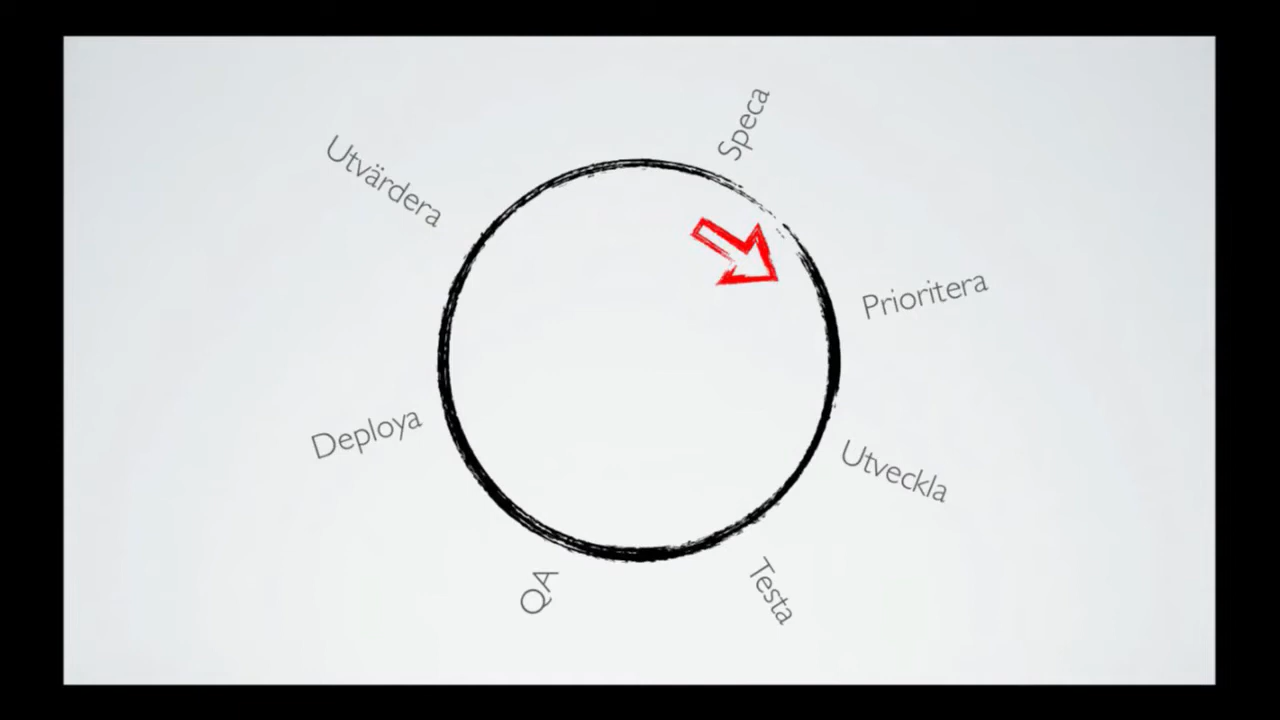 Speca
Prioritera
Utveckla
Testa
QA
Deploya
Utvärdera